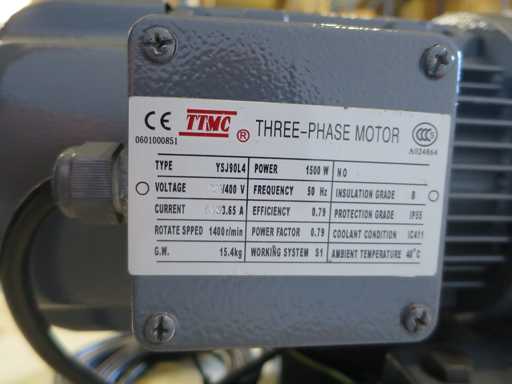 CE TTMC ® THREE-PHASE MOTOR CCC
0601000851
A024864
TYPE YSJ90L4 POWER 1500 W NO
VOLTAGE /400 V FREQUENCY 50 Hz INSULATION GRADE B
CURRENT 3.65 A EFFICIENCY 0.79 PROTECTION GRADE IP55
ROTATE SPPED 1400r/min POWER FACTOR 0.79 COOLANT CONDITION IC411
G.W. 15.4kg WORKING SYSTEM S1 AMBIENT TEMPERATURE 40°C